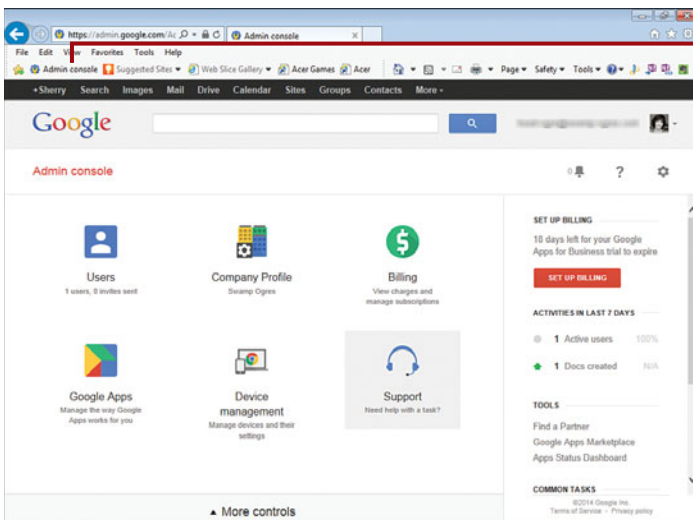 https://admin.google.com/Ac
Admin console
File Edit View Favorites Tools Help
Admin console Suggested Sites Web Slice Gallery Acer Games Acer Page Safety Tools
+Sherry Search Images Mail Drive Calendar Sites Groups Contacts More
Google
Admin console
0
?
Users
1 users, 0 invites sent
Company Profile
Swamp Ogres
Billing
View charges and
manage subscriptions
Google Apps
Manage the way Google
Apps works for you
Device
management
Manage devices and their
settings
Support
Need help with a task?
More controls
SET UP BILLING
18 days left for your Google
Apps for Business trial to expire
SET UP BILLING
ACTIVITIES IN LAST 7 DAYS
1 Active users 100%
1 Docs created N/A
TOOLS
Find a Partner
Google Apps Marketplace
Apps Status Dashboard
COMMON TASKS
©2014 Google Inc.
Terms of Service - Privacy policy